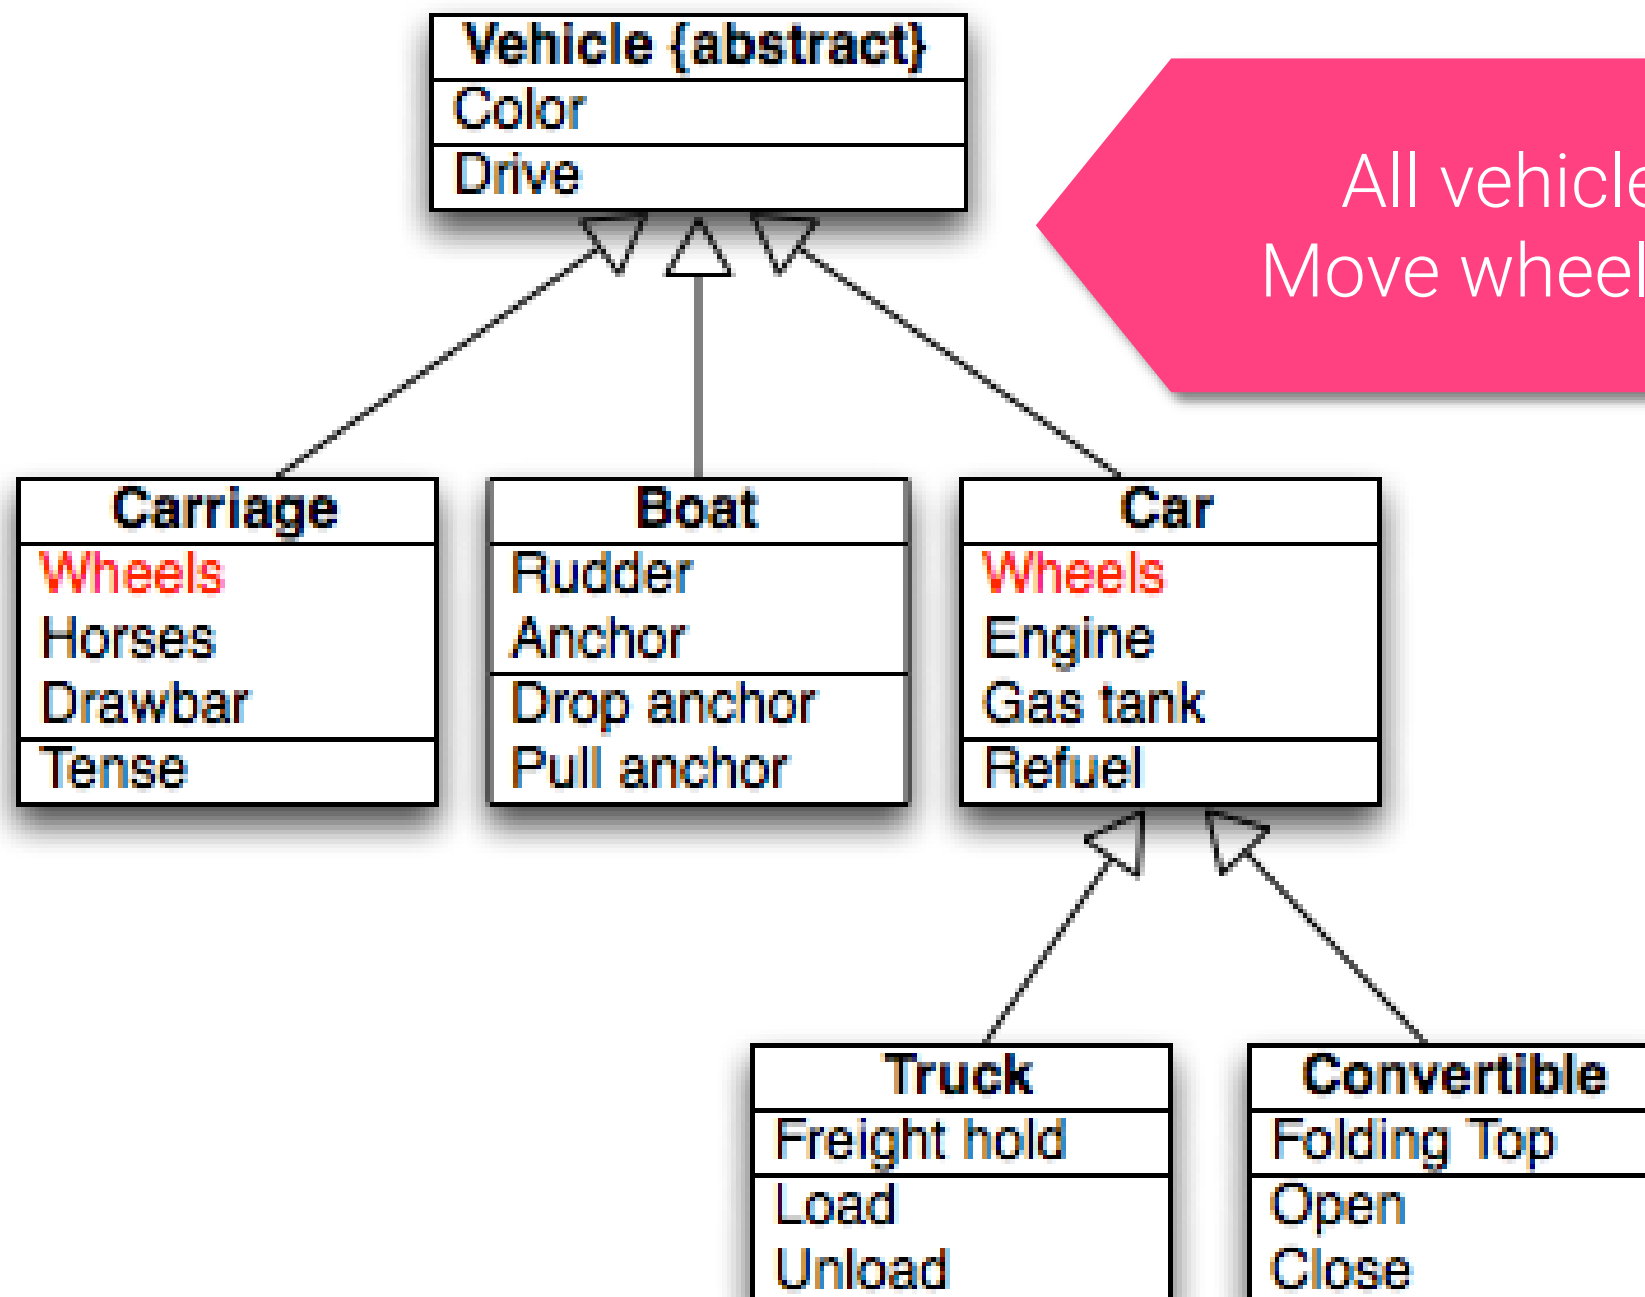 Vehicle {abstract}
Color
Drive
All vehicle
Move wheel
Carriage
Wheels
Horses
Drawbar
Tense
Boat
Rudder
Anchor
Drop anchor
Pull anchor
Car
Wheels
Engine
Gas tank
Refuel
Truck
Freight hold
Load
Unload
Convertible
Folding Top
Open
Close